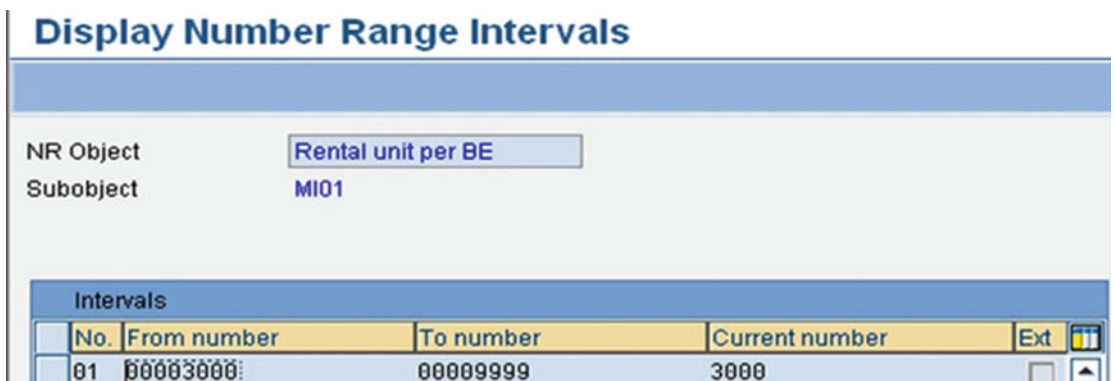 Display Number Range Intervals
NR Object Rental unit per BE
Subobject MI01
Intervals
No. From number To number Current number Ext
01 00003000 00009999 3000